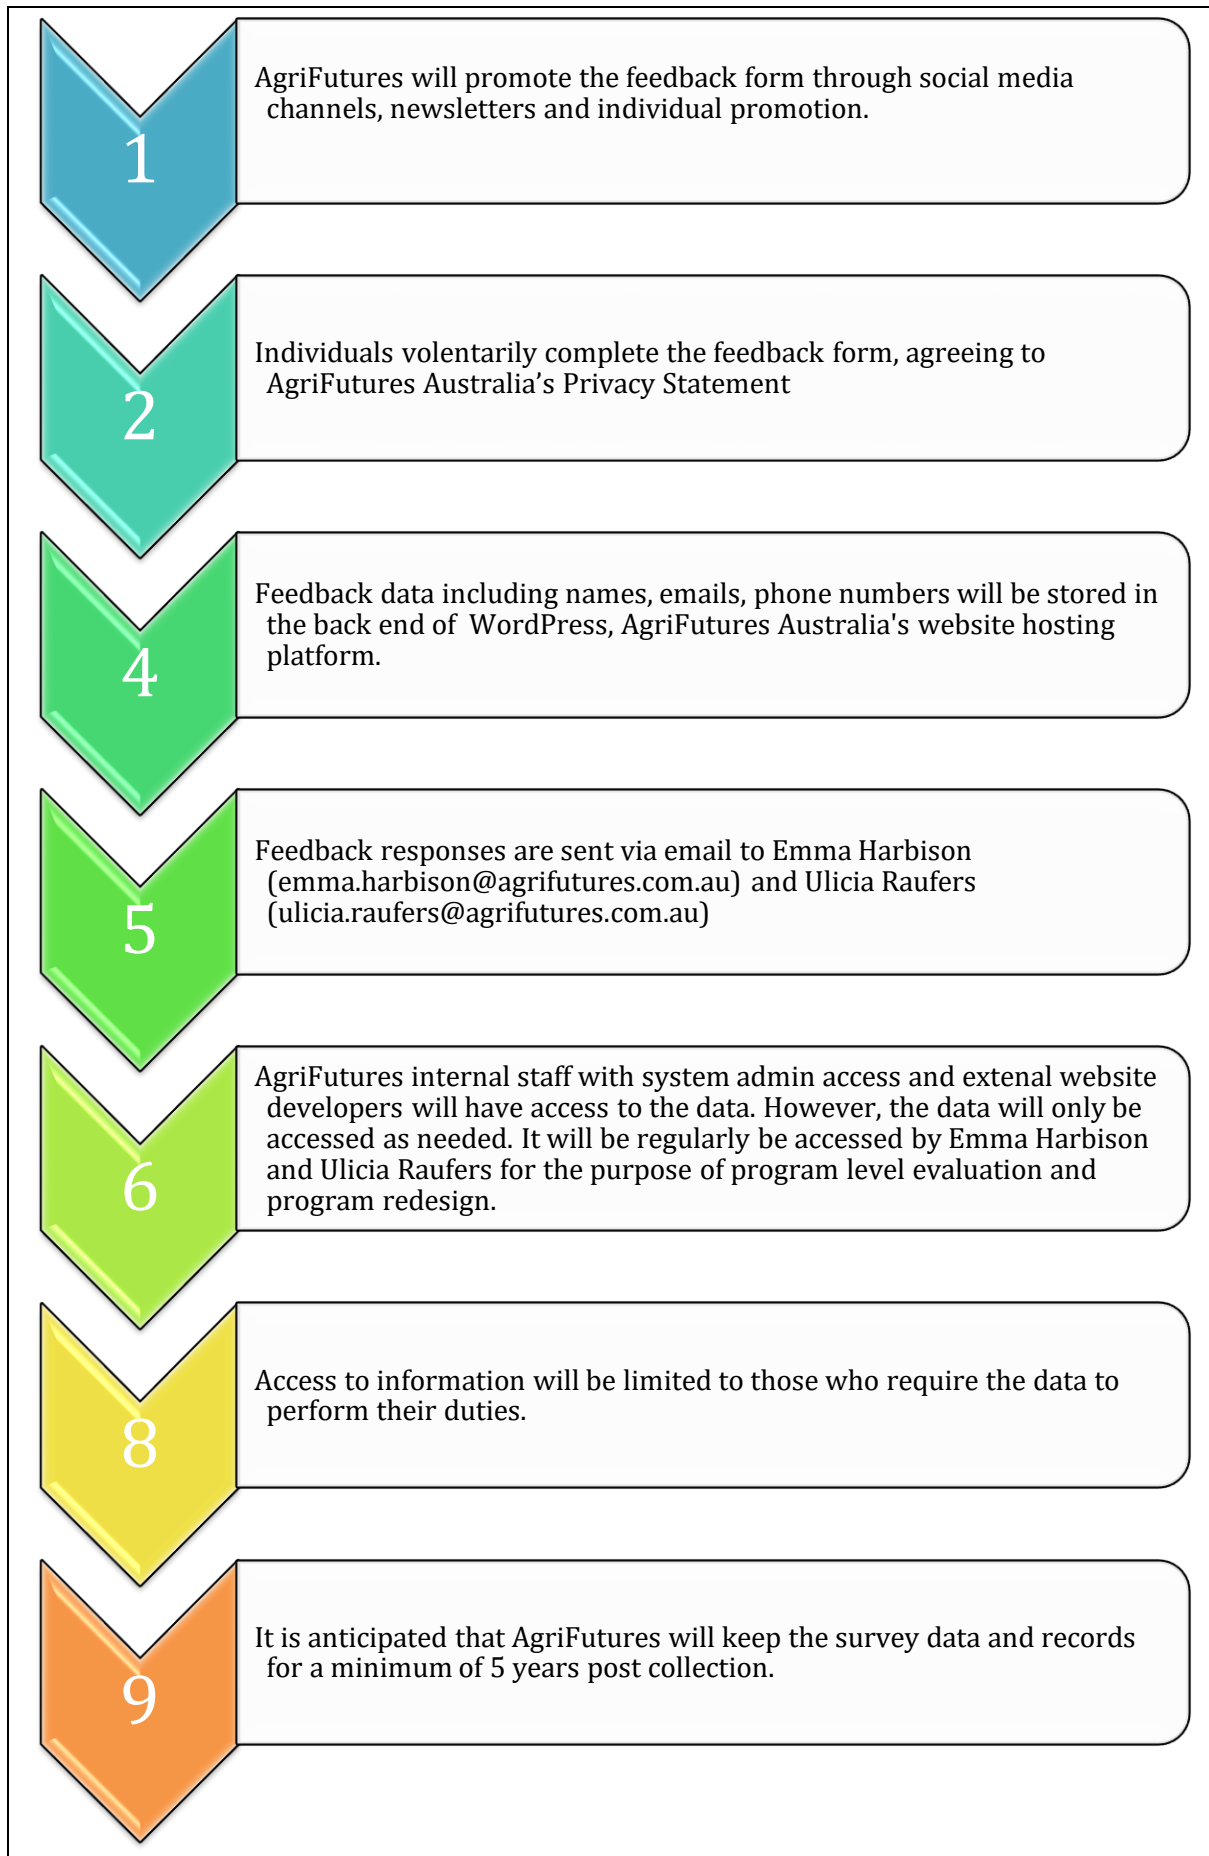 1
AgriFutures will promote the feedback form through social media
channels, newsletters and individual promotion.
2
Individuals volentarily complete the feedback form, agreeing to
AgriFutures Australia’s Privacy Statement
4
Feedback data including names, emails, phone numbers will be stored in
the back end of  WordPress, AgriFutures Australia's website hosting
platform.
5
Feedback responses are sent via email to Emma Harbison
(emma.harbison@agrifutures.com.au) and Ulicia Raufers
(ulicia.raufers@agrifutures.com.au)
6
AgriFutures internal staff with system admin access and extenal website
developers will have access to the data. However, the data will only be
accessed as needed. It will be regularly be accessed by Emma Harbison
and Ulicia Raufers for the purpose of program level evaluation and
program redesign.
8
Access to information will be limited to those who require the data to
perform their duties.
9
It is anticipated that AgriFutures will keep the survey data and records
for a minimum of 5 years post collection.